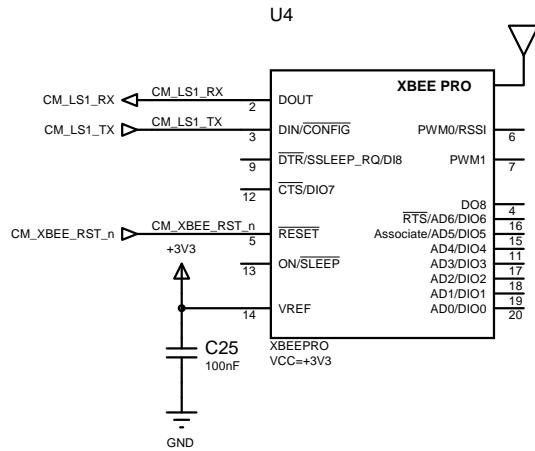 U4
XBEE PRO
CM_LS1_RX
CM_LS1_RX
2
DOUT
CM_LS1_TX
CM_LS1_TX
3
DIN/CONFIG
PWM0/RSSI
6
9
DTR/SSLEEP_RQ/DI8
PWM1
7
12
CTS/DIO7
DO8
4
RTS/AD6/DIO6
16
CM_XBEE_RST_n
CM_XBEE_RST_n
5
RESET
Associate/AD5/DIO5
15
AD4/DIO4
11
+3V3
13
ON/SLEEP
AD3/DIO3
17
AD2/DIO2
18
AD1/DIO1
19
14
VREF
AD0/DIO0
20
C25
100nF
XBEEPRO
VCC=+3V3
GND